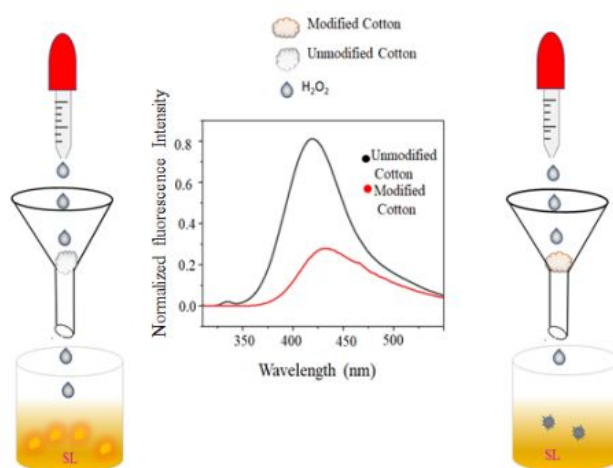 Modified Cotton
Unmodified Cotton
H₂O₂
Normalized fluorescence Intensity
0.8
0.6
0.4
0.2
0.0
Unmodified
Cotton
Modified
Cotton
350
400
450
500
Wavelength (nm)
SL
SL